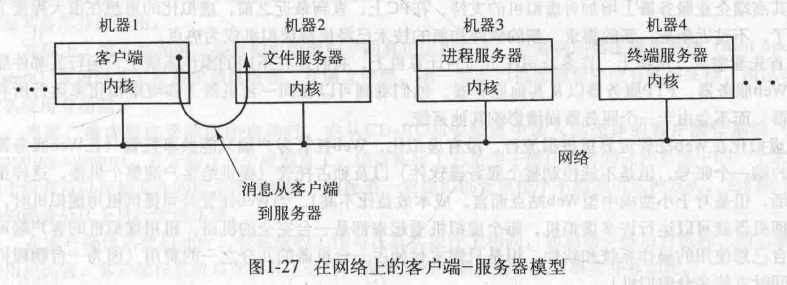 机器1 机器2 机器3 机器4
客户端 文件服务器 进程服务器 终端服务器
内核 内核 内核 内核
网络
消息从客户端
到服务器
图1-27 在网络上的客户端-服务器模型